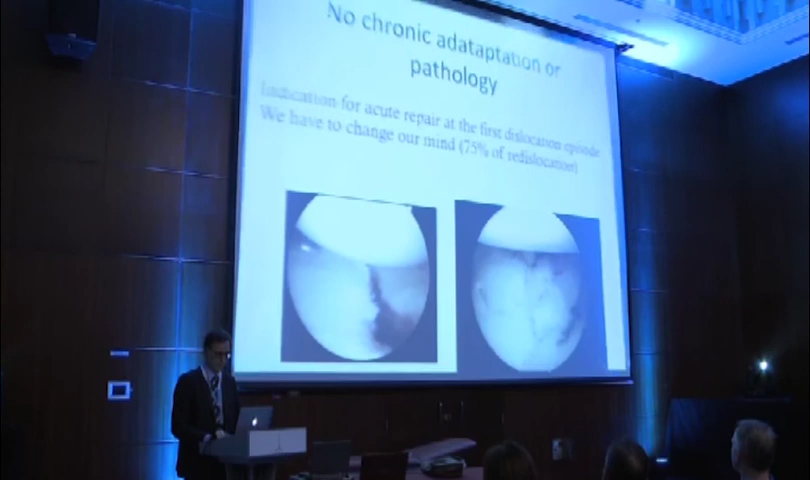 No chronic adataptation or
pathology
Indication for acute repair at the first dislocation episode
We have to change our mind (75% of redislocation)